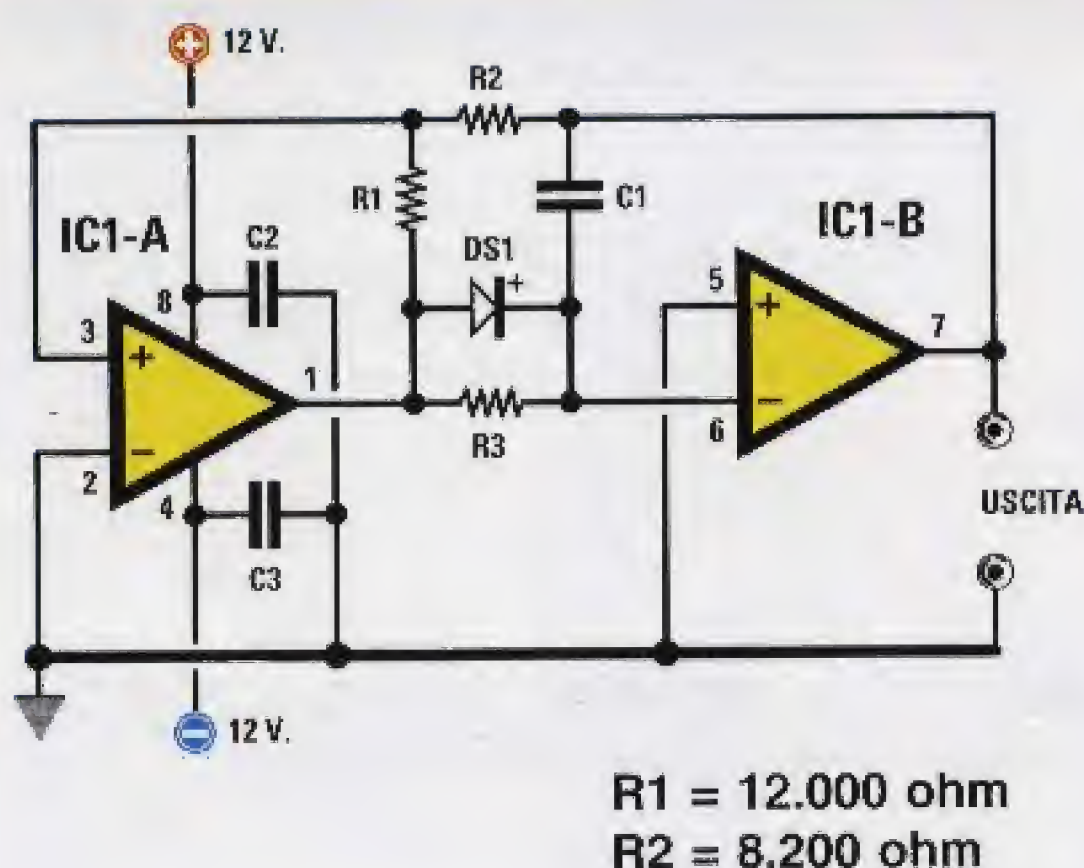 12 V.
R2
R1
C1
IC1-A
IC1-B
C2
DS1
+
8
5
3
+
+
7
1
-
-
6
R3
2
4
USCITA
C3
12 V.
R1 = 12.000 ohm
R2 = 8.200 ohm